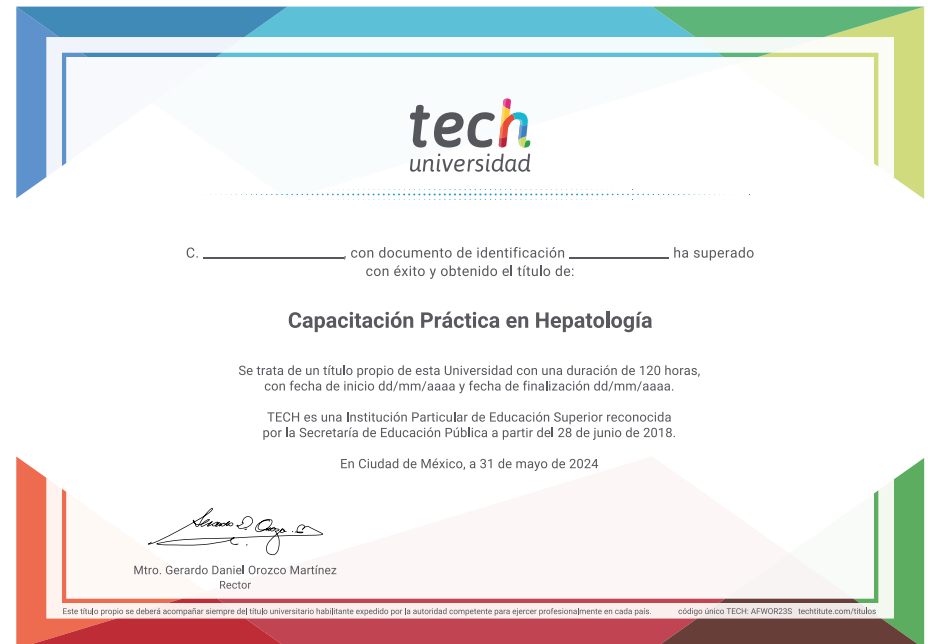 tech
universidad
C. ____________, con documento de identificación _________ ha superado
con éxito y obtenido el título de:
Capacitación Práctica en Hepatología
Se trata de un título propio de esta Universidad con una duración de 120 horas,
con fecha de inicio dd/mm/aaaa y fecha de finalización dd/mm/aaaa.
TECH es una Institución Particular de Educación Superior reconocida
por la Secretaría de Educación Pública a partir del 28 de junio de 2018.
En Ciudad de México, a 31 de mayo de 2024
Mtro. Gerardo Daniel Orozco Martínez
Rector
Este título propio se deberá acompañar siempre del título universitario habilitante expedido por la autoridad competente para ejercer profesionalmente en cada país. código único TECH: AFWOR23S techtitute.com/titulos